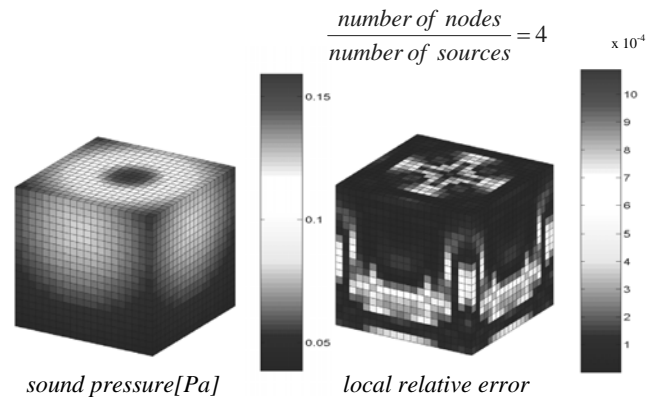 number of nodes
number of sources
= 4
x 10⁻⁴
0.15
0.1
0.05
10
9
8
7
6
5
4
3
2
1
sound pressure[Pa]
local relative error